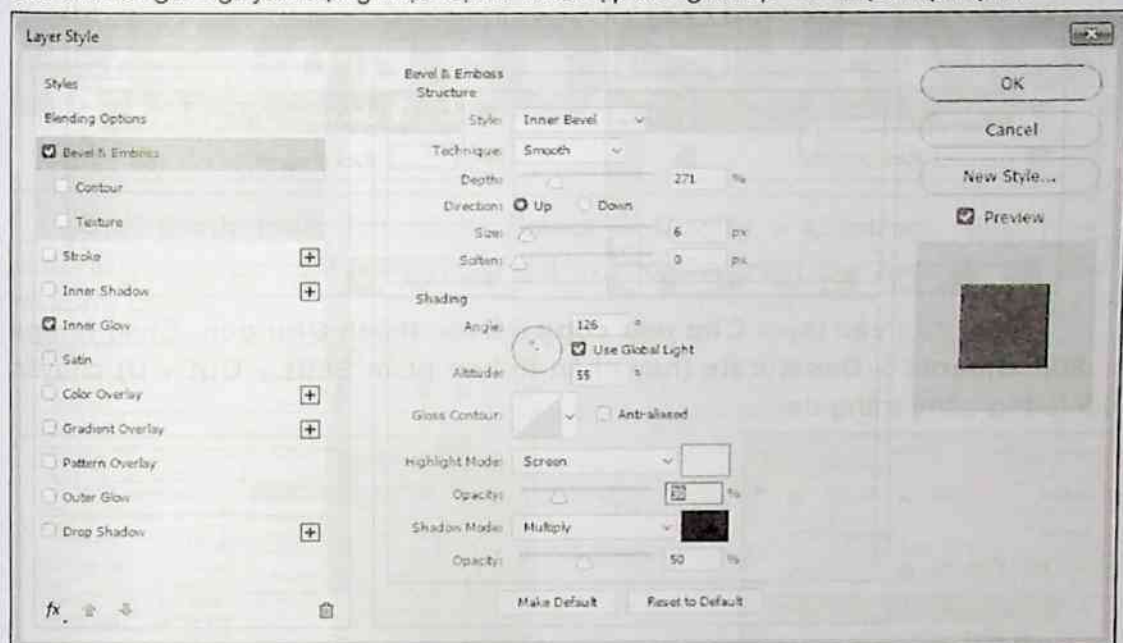 Layer Style
Styles
Blending Options
Bevel & Emboss
Contour
Texture
Stroke
Inner Shadow
Inner Glow
Satin
Color Overlay
Gradient Overlay
Pattern Overlay
Outer Glow
Drop Shadow
fx
Bevel & Emboss
Structure
Style: Inner Bevel
Technique: Smooth
Depth: 271 %
Direction: Up Down
Size: 6 px
Soften: 0 px
Shading
Angle: 126 °
Use Global Light
Altitude: 55 °
Gloss Contour: Anti-aliased
Highlight Mode: Screen
Opacity: %
Shadow Mode: Multiply
Opacity: 50 %
Make Default Reset to Default
OK
Cancel
New Style...
Preview